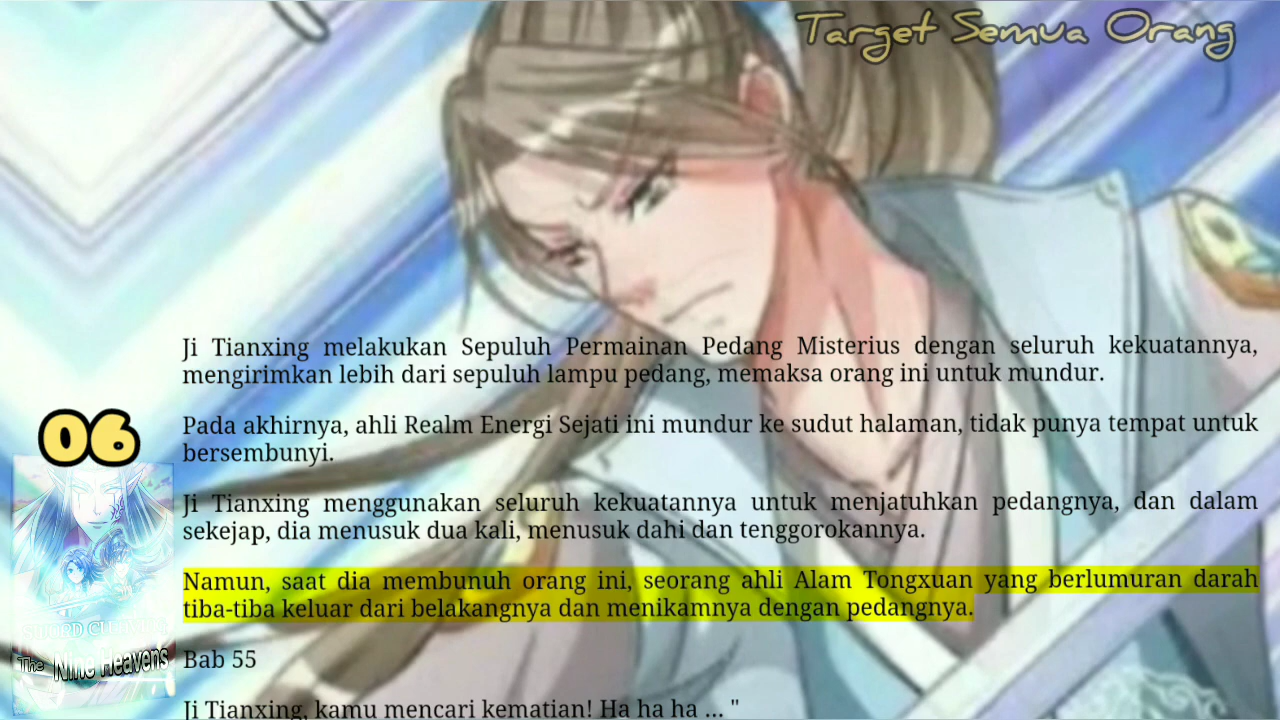 Target Semua Orang
Ji Tianxing melakukan Sepuluh Permainan Pedang Misterius dengan seluruh kekuatannya,
mengirimkan lebih dari sepuluh lampu pedang, memaksa orang ini untuk mundur.
Pada akhirnya, ahli Realm Energi Sejati ini mundur ke sudut halaman, tidak punya tempat untuk
bersembunyi.
Ji Tianxing menggunakan seluruh kekuatannya untuk menjatuhkan pedangnya, dan dalam
sekejap, dia menusuk dua kali, menusuk dahi dan tenggorokannya.
Namun, saat dia membunuh orang ini, seorang ahli Alam Tongxuan yang berlumuran darah
tiba-tiba keluar dari belakangnya dan menikamnya dengan pedangnya.
Bab 55
Ji Tianxing, kamu mencari kematian! Ha ha ha ... "
06
The Nine Heavens